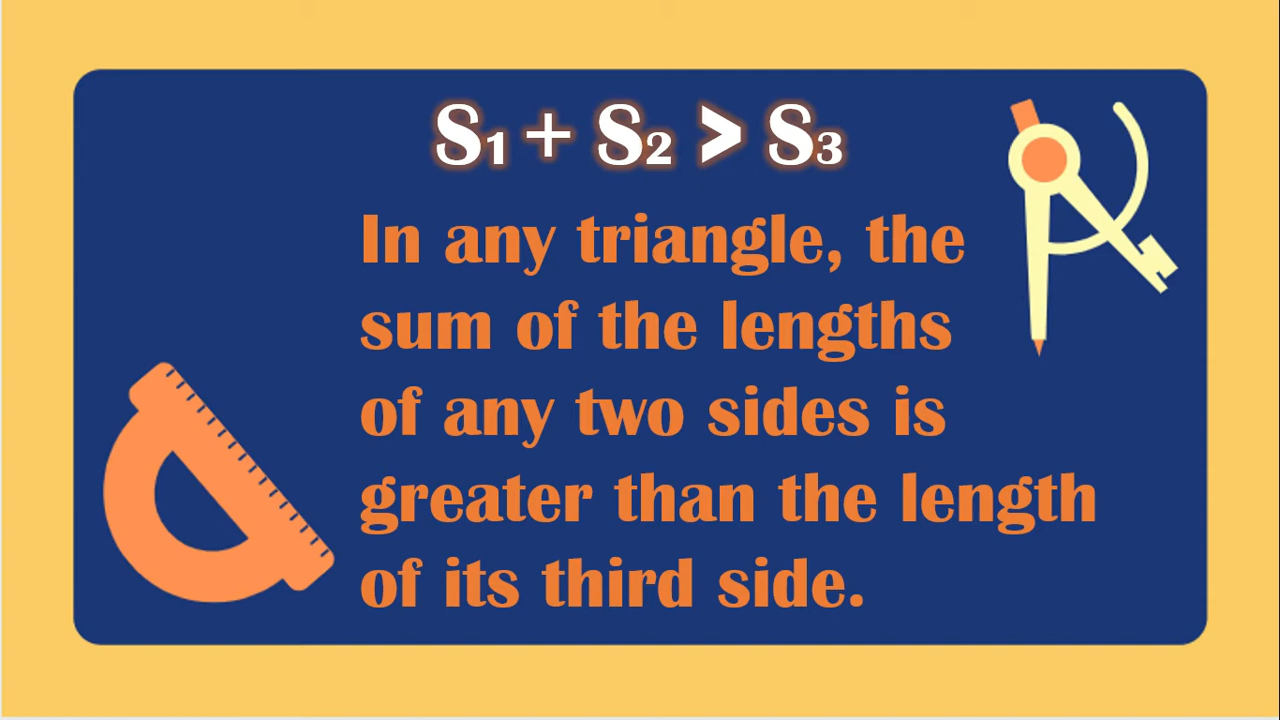 S₁ + S₂ > S₃
In any triangle, the
sum of the lengths
of any two sides is
greater than the length
of its third side.